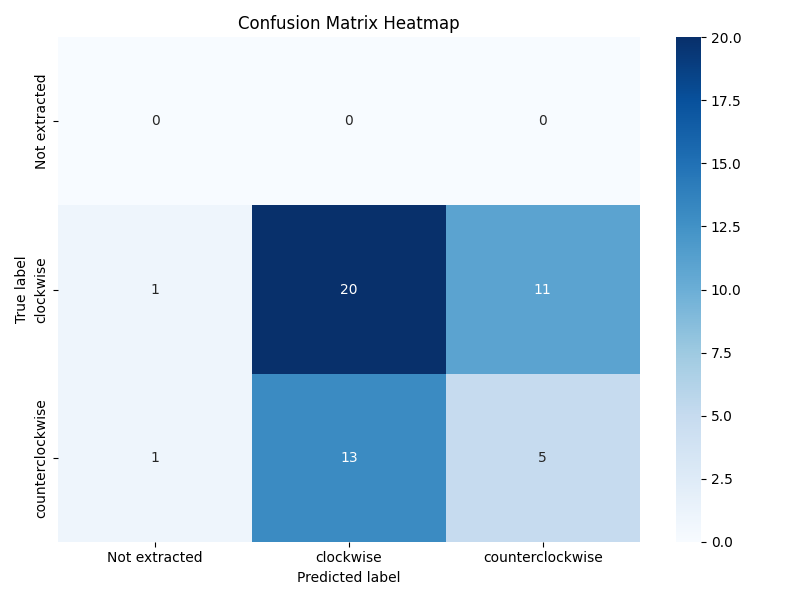 Confusion Matrix Heatmap
True label
Not extracted
clockwise
counterclockwise
0 0 0
1 20 11
1 13 5
Not extracted clockwise counterclockwise
Predicted label
20.0
17.5
15.0
12.5
10.0
7.5
5.0
2.5
0.0